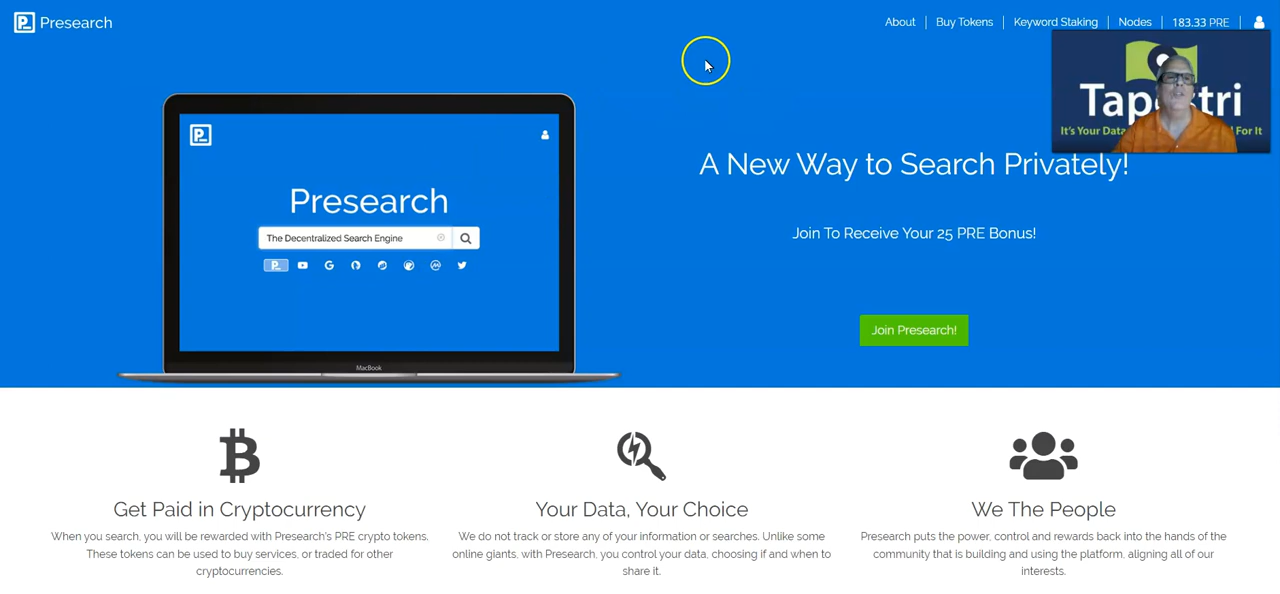 Presearch
About
Buy Tokens
Keyword Staking
Nodes
183.33 PRE
It's Your Data
For It
Presearch
The Decentralized Search Engine
MacBook
A New Way to Search Privately!
Join To Receive Your 25 PRE Bonus!
Join Presearch!
Get Paid in Cryptocurrency
When you search, you will be rewarded with Presearch's PRE crypto tokens.
These tokens can be used to buy services, or traded for other
cryptocurrencies.
Your Data, Your Choice
We do not track or store any of your information or searches. Unlike some
online giants, with Presearch, you control your data, choosing if and when to
share it.
We The People
Presearch puts the power, control and rewards back into the hands of the
community that is building and using the platform, aligning all of our
interests.